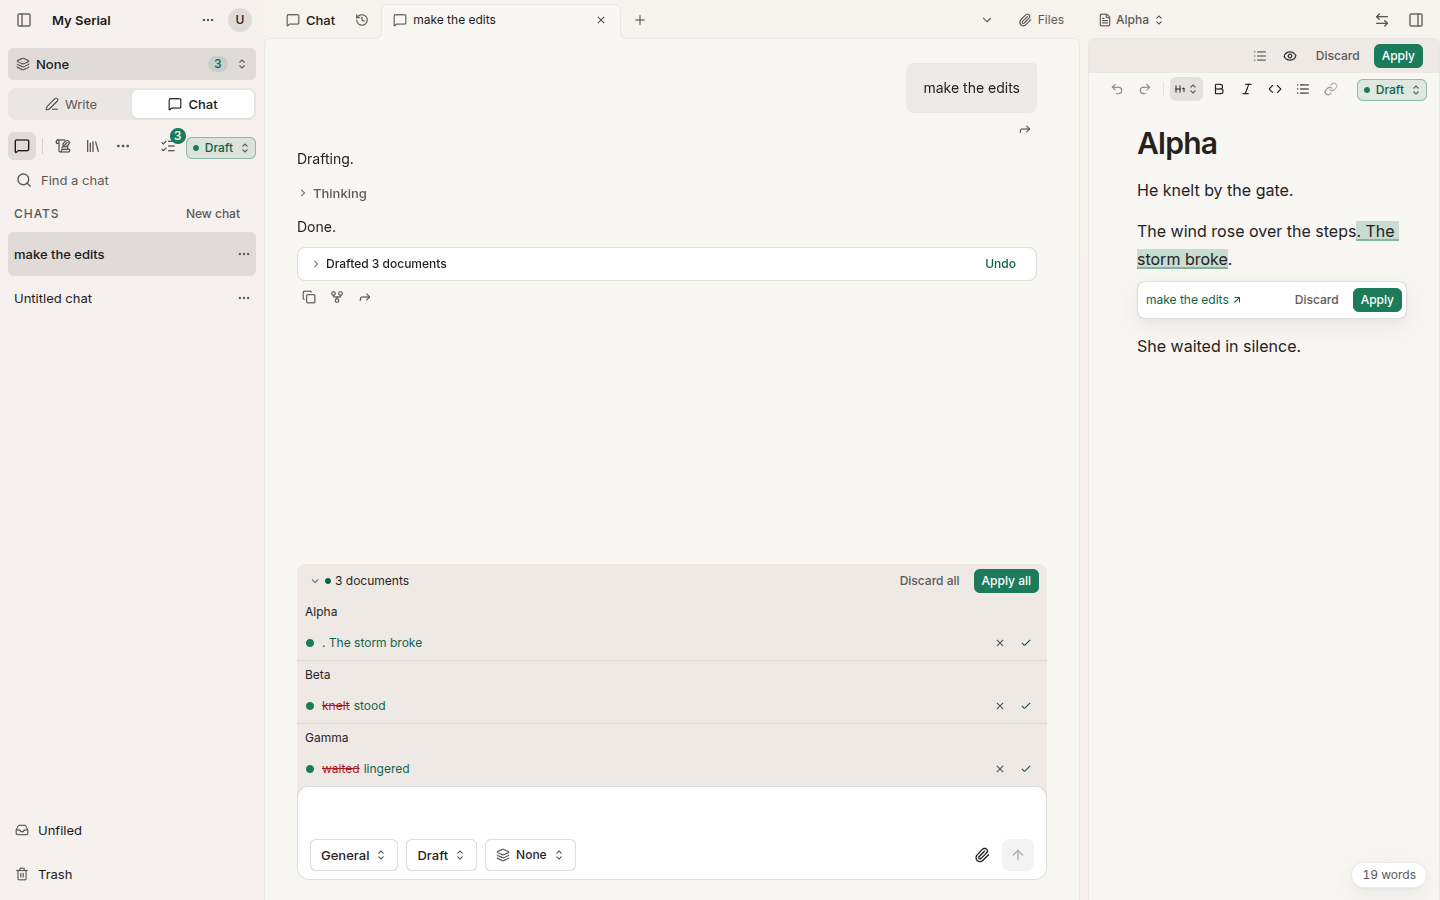 My Serial
U
Chat
make the edits
Files
Alpha
None
3
Discard
Apply
Write
Chat
H1
Draft
3
Draft
Find a chat
CHATS
New chat
make the edits
Untitled chat
Unfiled
Trash
make the edits
Drafting.
Thinking
Done.
Drafted 3 documents
Undo
3 documents
Discard all
Apply all
Alpha
. The storm broke
Beta
knelt stood
Gamma
waited lingered
General
Draft
None
Alpha
He knelt by the gate.
The wind rose over the steps. The
storm broke.
make the edits
Discard
Apply
She waited in silence.
19 words